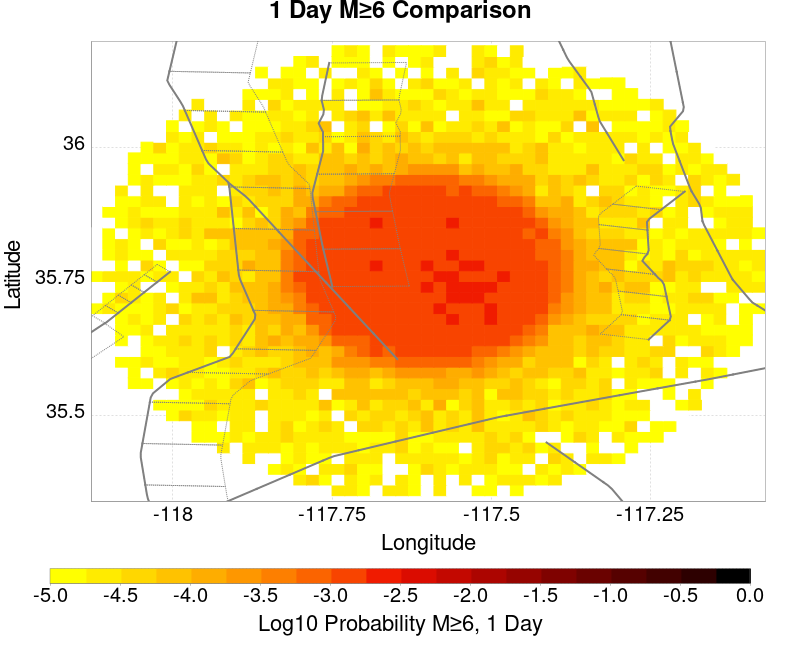 1 Day M≥6 Comparison
36
35.75
35.5
Latitude
-118 -117.75 -117.5 -117.25
Longitude
-5.0 -4.5 -4.0 -3.5 -3.0 -2.5 -2.0 -1.5 -1.0 -0.5 0.0
Log10 Probability M≥6, 1 Day